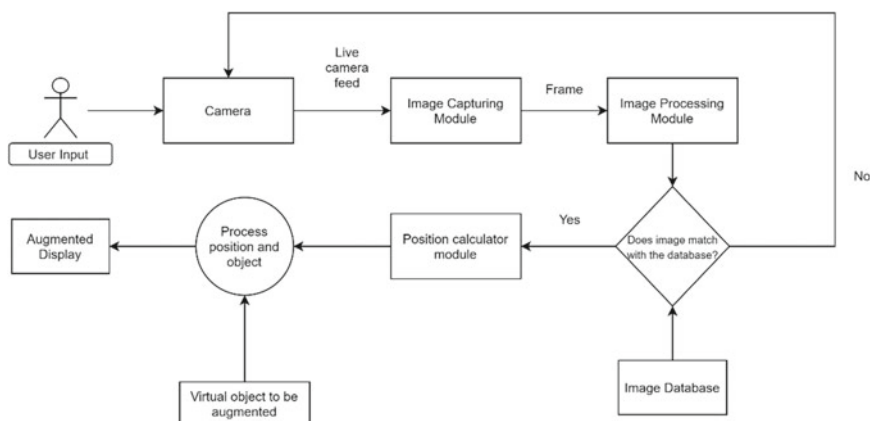 Live
camera
feed
Camera
Image Capturing
Module
Frame
Image Processing
Module
User Input
No
Augmented
Display
Process
position and
object
Position calculator
module
Yes
Does image match
with the database?
Virtual object to be
augmented
Image Database